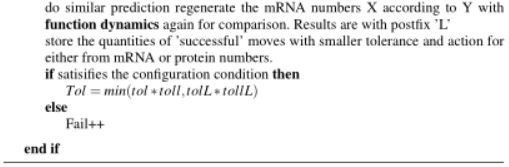 do similar prediction regenerate the mRNA numbers X according to Y with
function dynamics again for comparison. Results are with postfix 'L'
store the quantities of 'successful' moves with smaller tolerance and action for
either from mRNA or protein numbers.
if satisifies the configuration condition then
Tol = min(tol * toll, tolL * tollL)
else
Fail++
end if